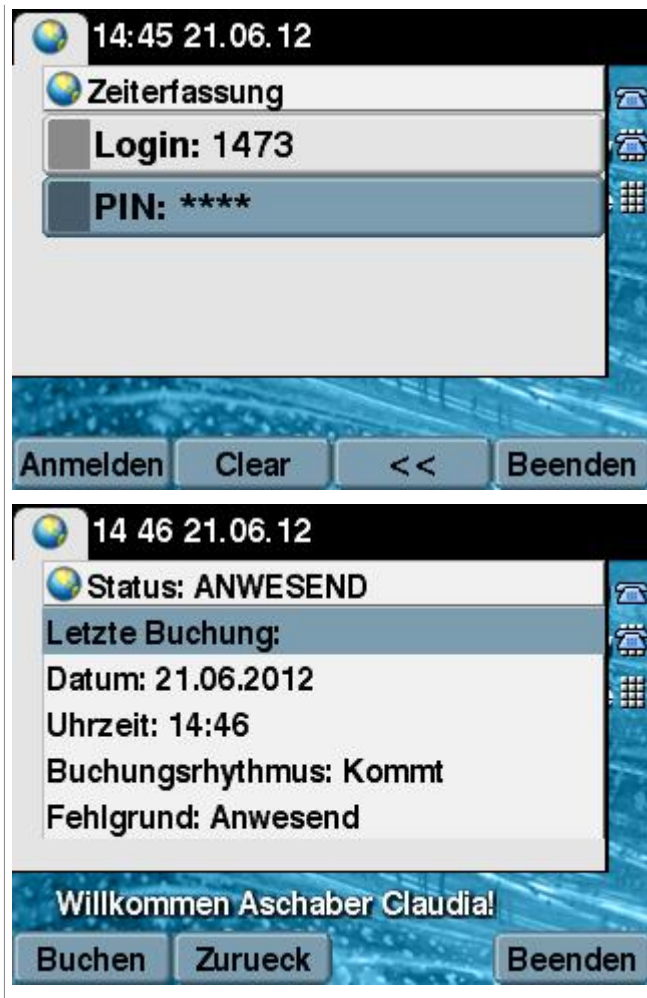 14:45 21.06.12
Zeiterfassung
Login: 1473
PIN: ****
Anmelden Clear << Beenden
14 46 21.06.12
Status: ANWESEND
Letzte Buchung:
Datum: 21.06.2012
Uhrzeit: 14:46
Buchungsrhythmus: Kommt
Fehlgrund: Anwesend
Willkommen Aschaber Claudia!
Buchen Zurueck Beenden